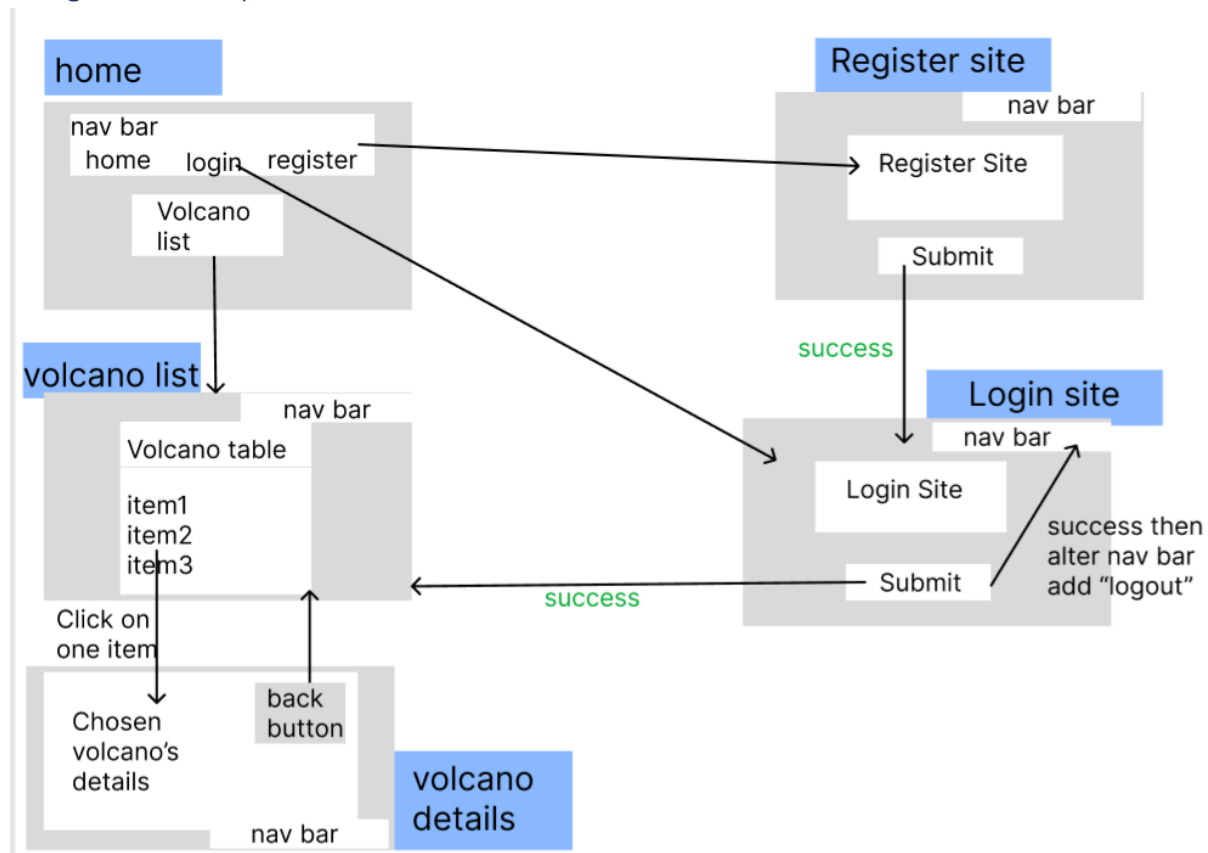 home
nav bar
home login register
Volcano
list
Register site
nav bar
Register Site
Submit
success
volcano list
nav bar
Volcano table
item1
item2
item3
Click on
one item
Login site
nav bar
Login Site
Submit
success then
alter nav bar
add “logout”
success
Chosen
volcano’s
details
back
button
nav bar
volcano
details